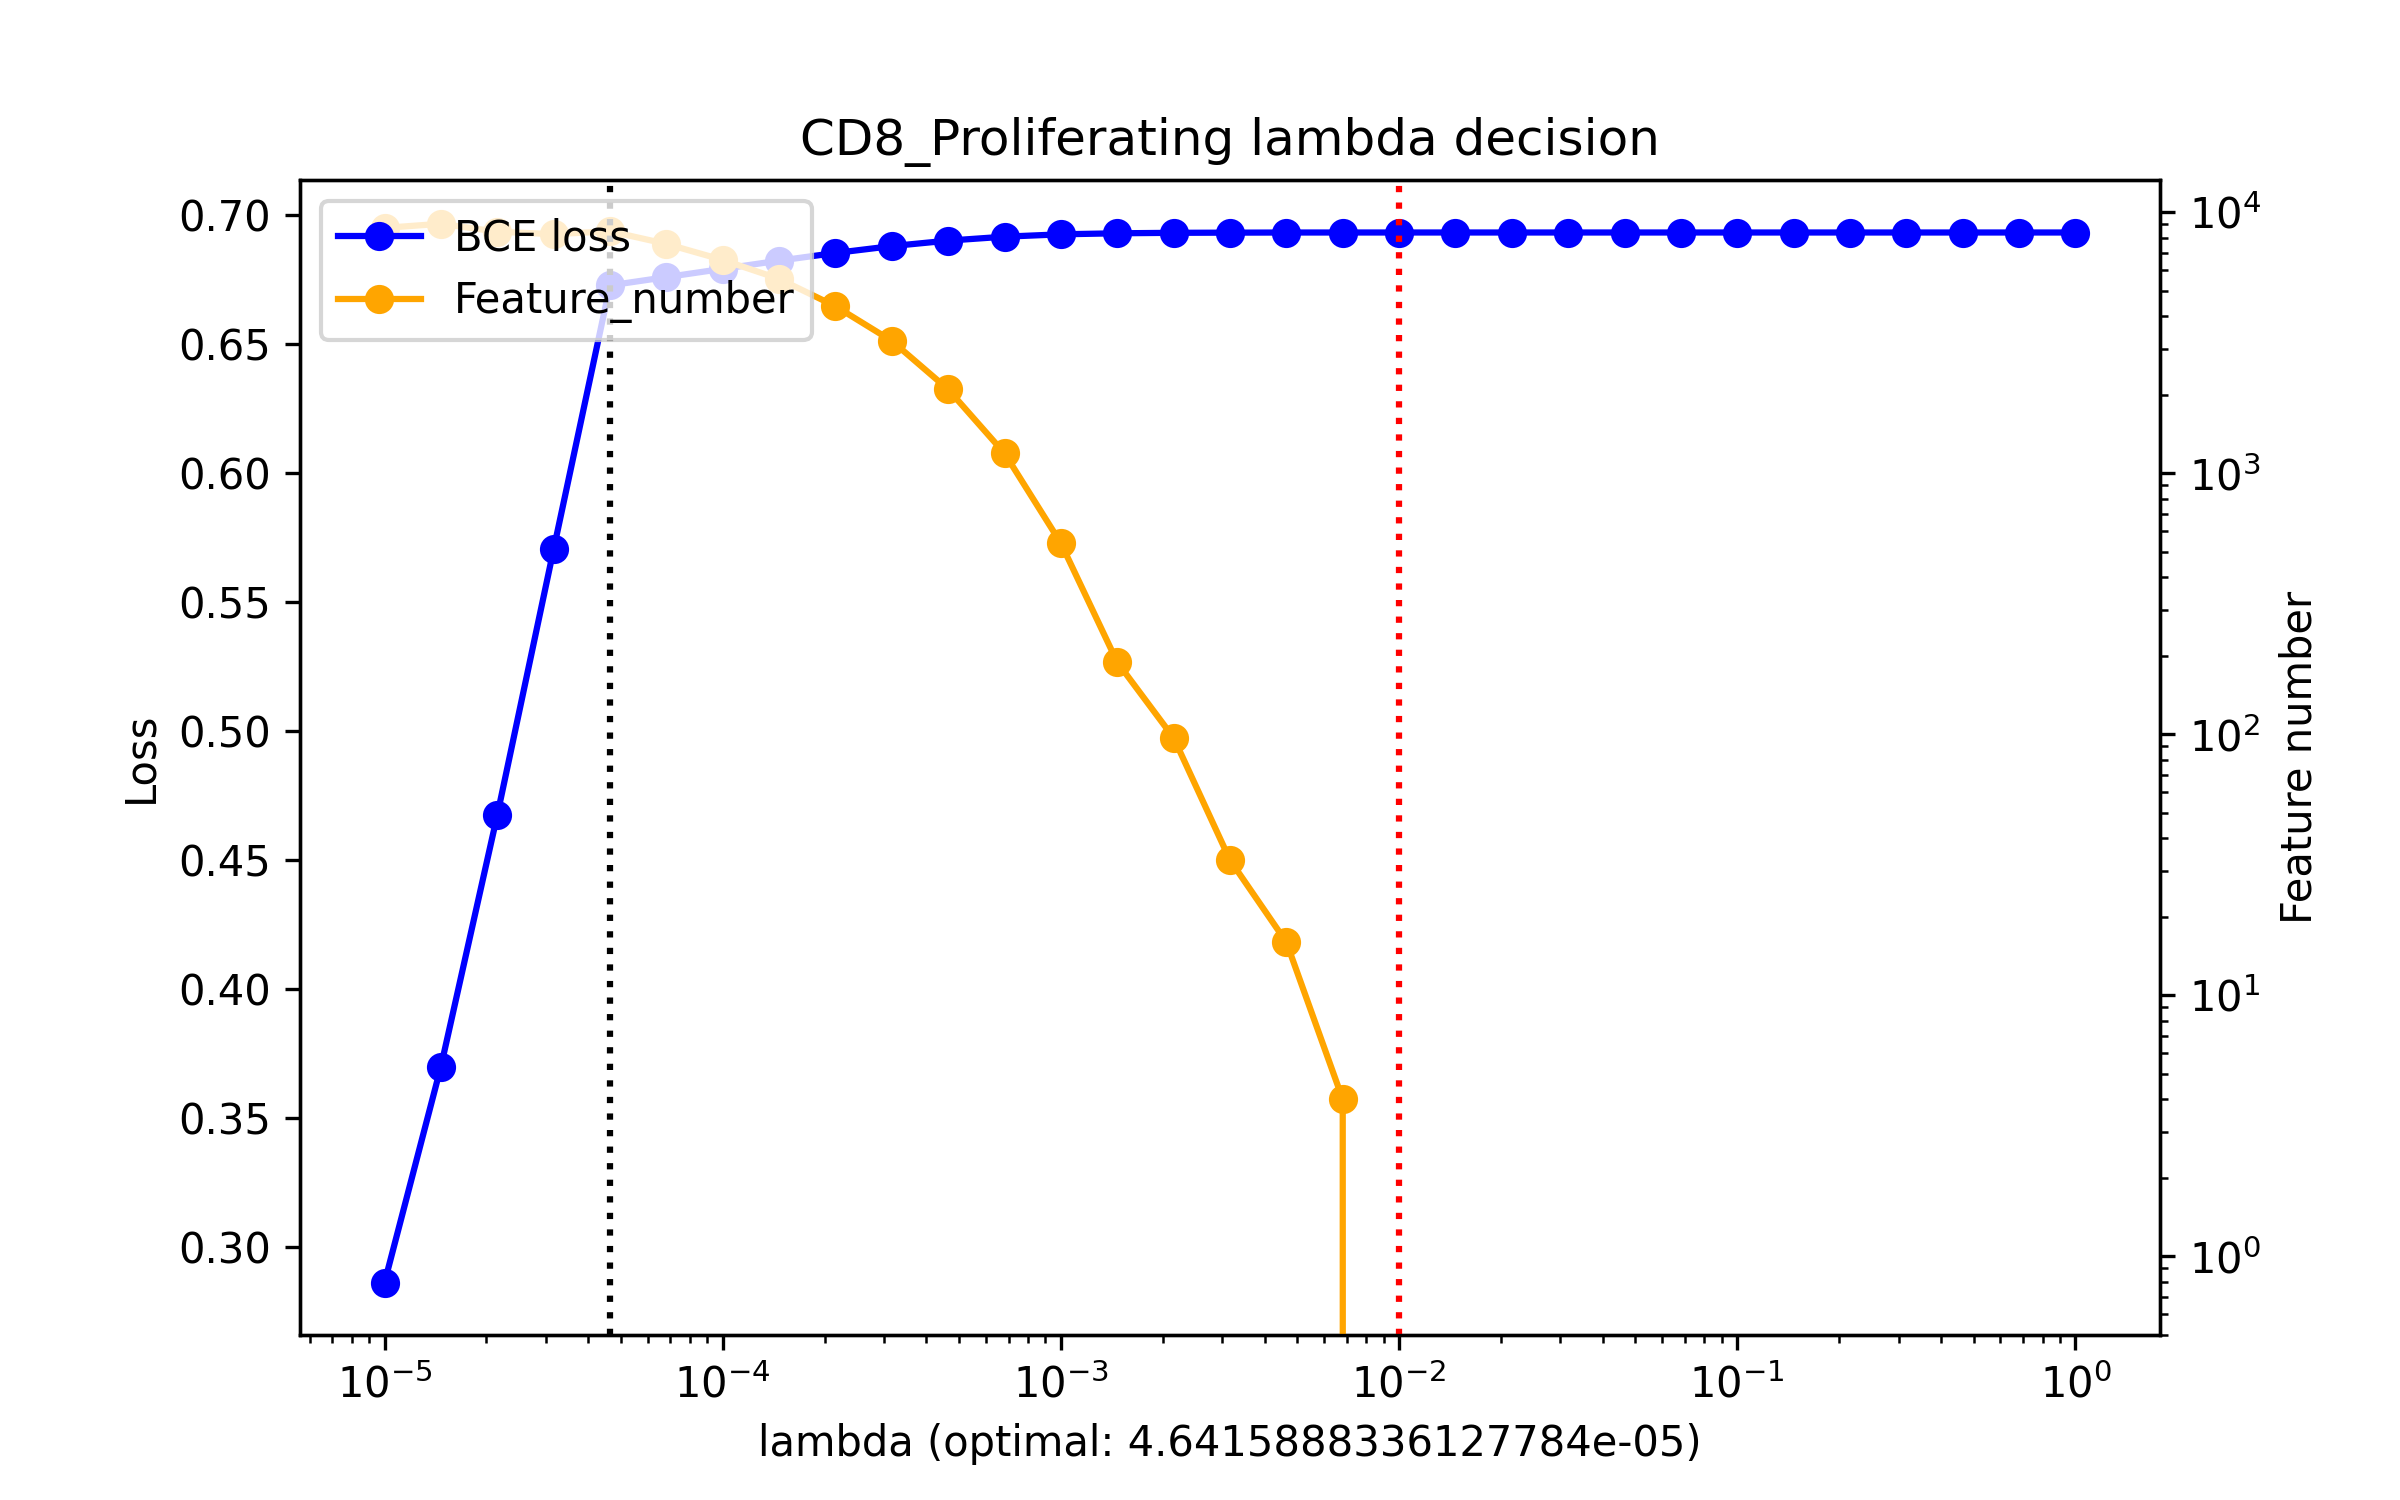 CD8_Proliferating lambda decision
BCE loss
Feature_number
Loss
0.70
0.65
0.60
0.55
0.50
0.45
0.40
0.35
0.30
10⁴
10³
10²
10¹
10⁰
Feature number
10⁻⁵ 10⁻⁴ 10⁻³ 10⁻² 10⁻¹ 10⁰
lambda (optimal: 4.6415888336127784e-05)